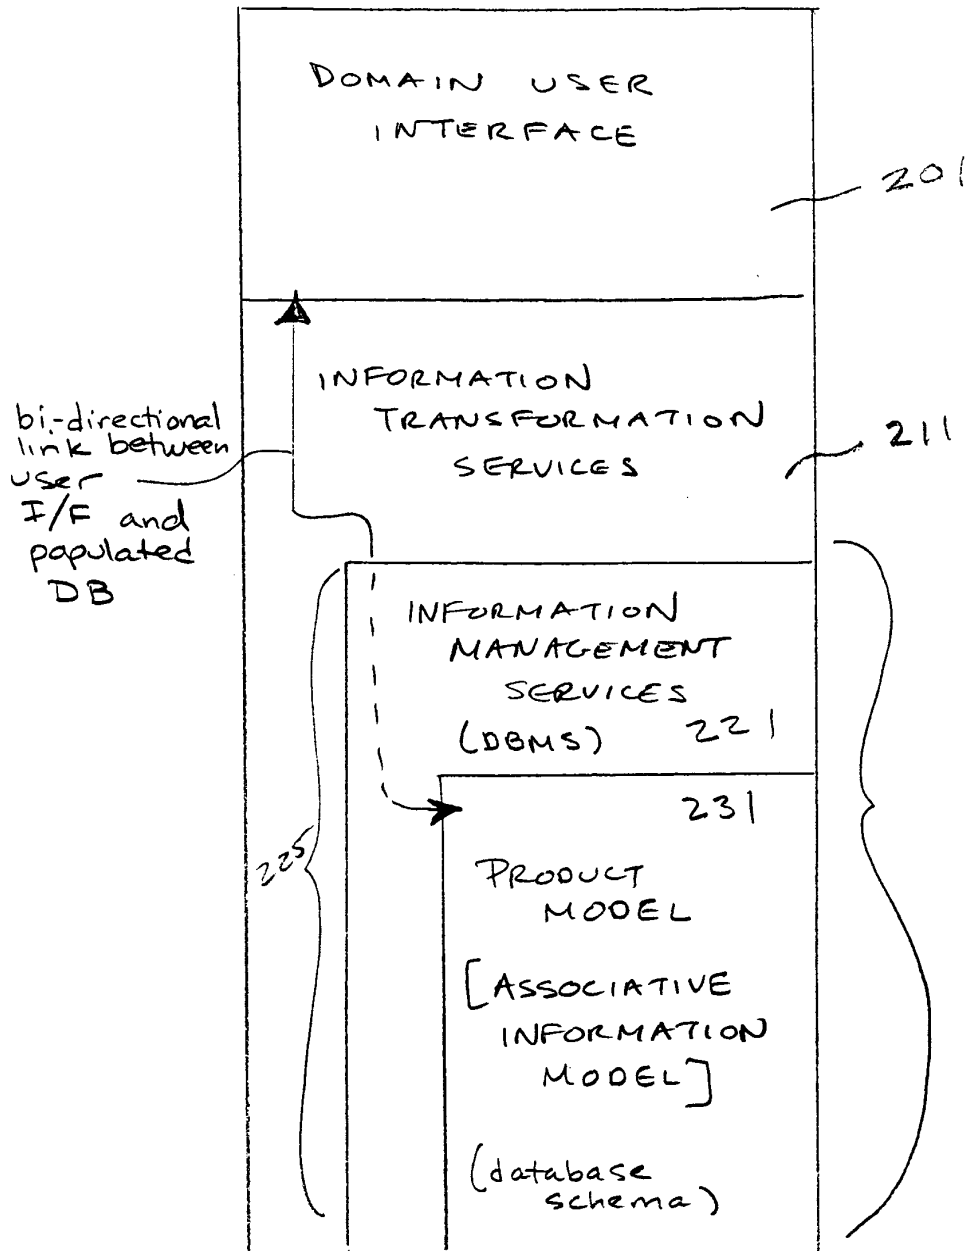 DOMAIN USER
INTERFACE
201
INFORMATION
TRANSFORMATION
SERVICES
211
bi-directional
link between
user
I/F and
populated
DB
INFORMATION
MANAGEMENT
SERVICES
(DBMS) 221
225
231
PRODUCT
MODEL
[ASSOCIATIVE
INFORMATION
MODEL]
(database
schema)